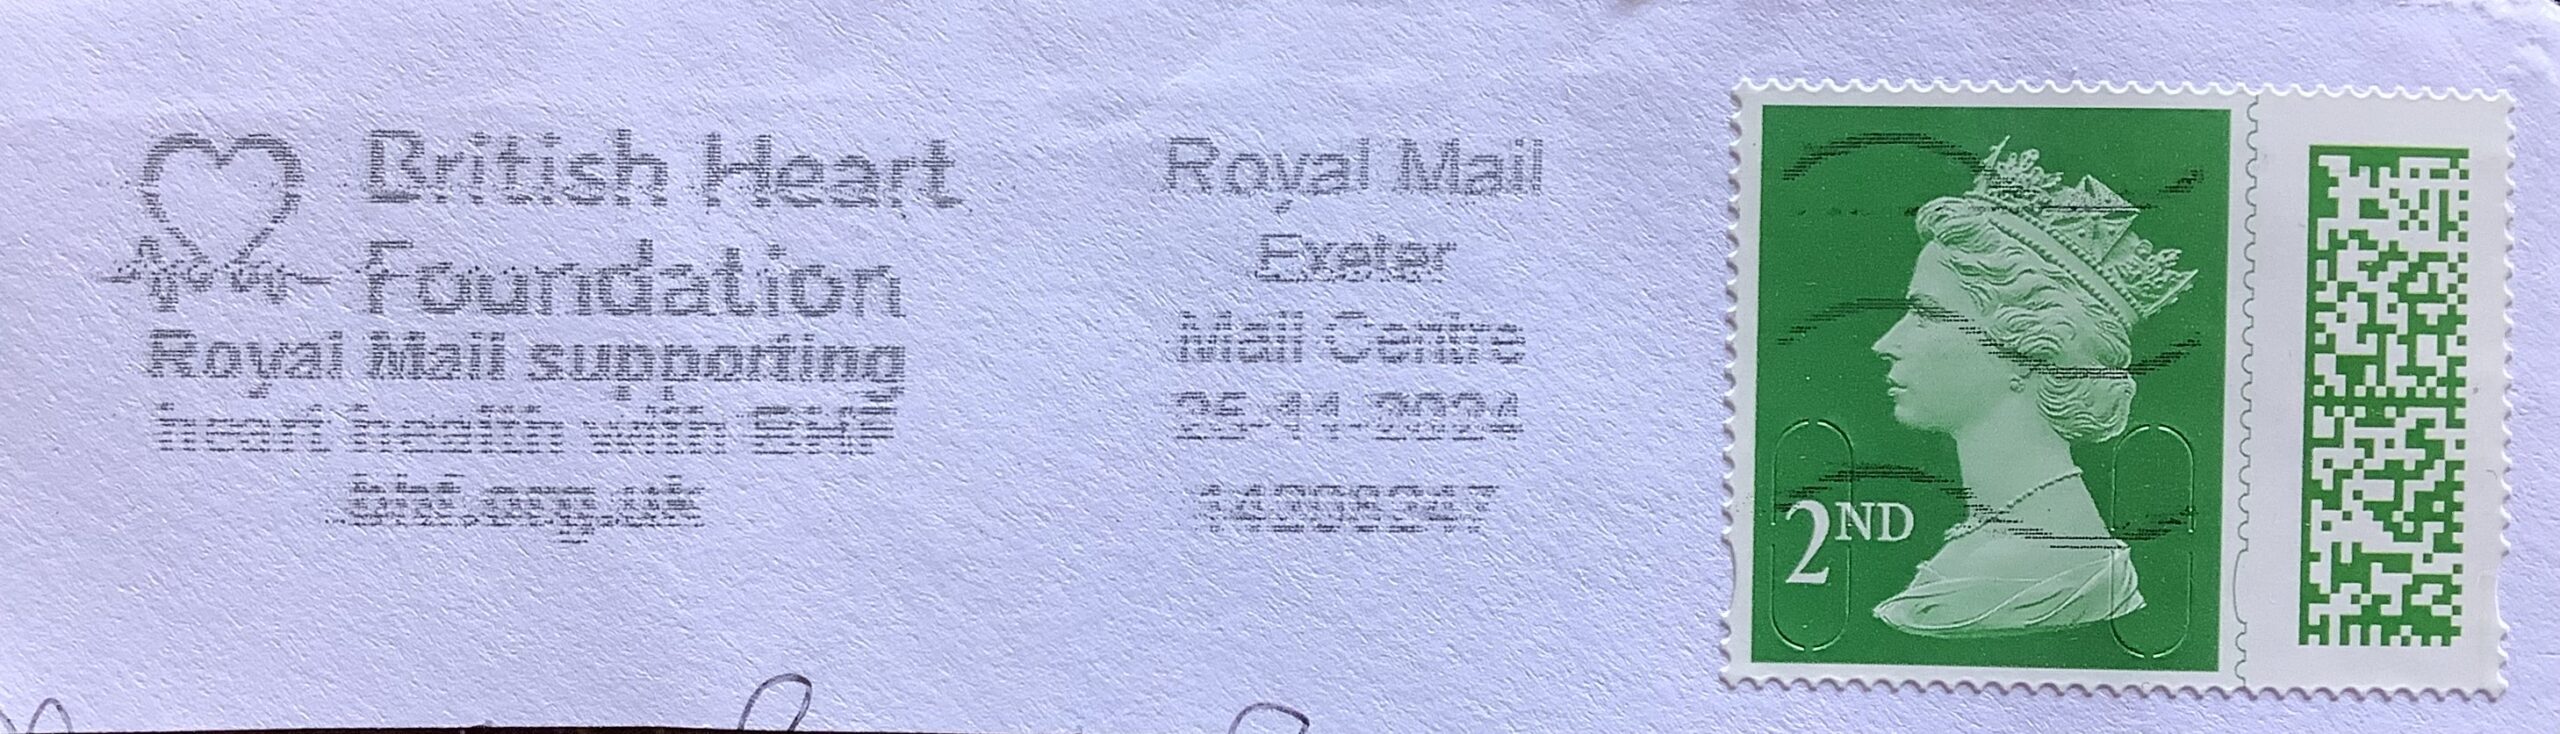 British Heart
Foundation
Royal Mail supporting
heart health with BHF
bhf.org.uk
Royal Mail
Exeter
Mail Centre
25-11-2024
2ND